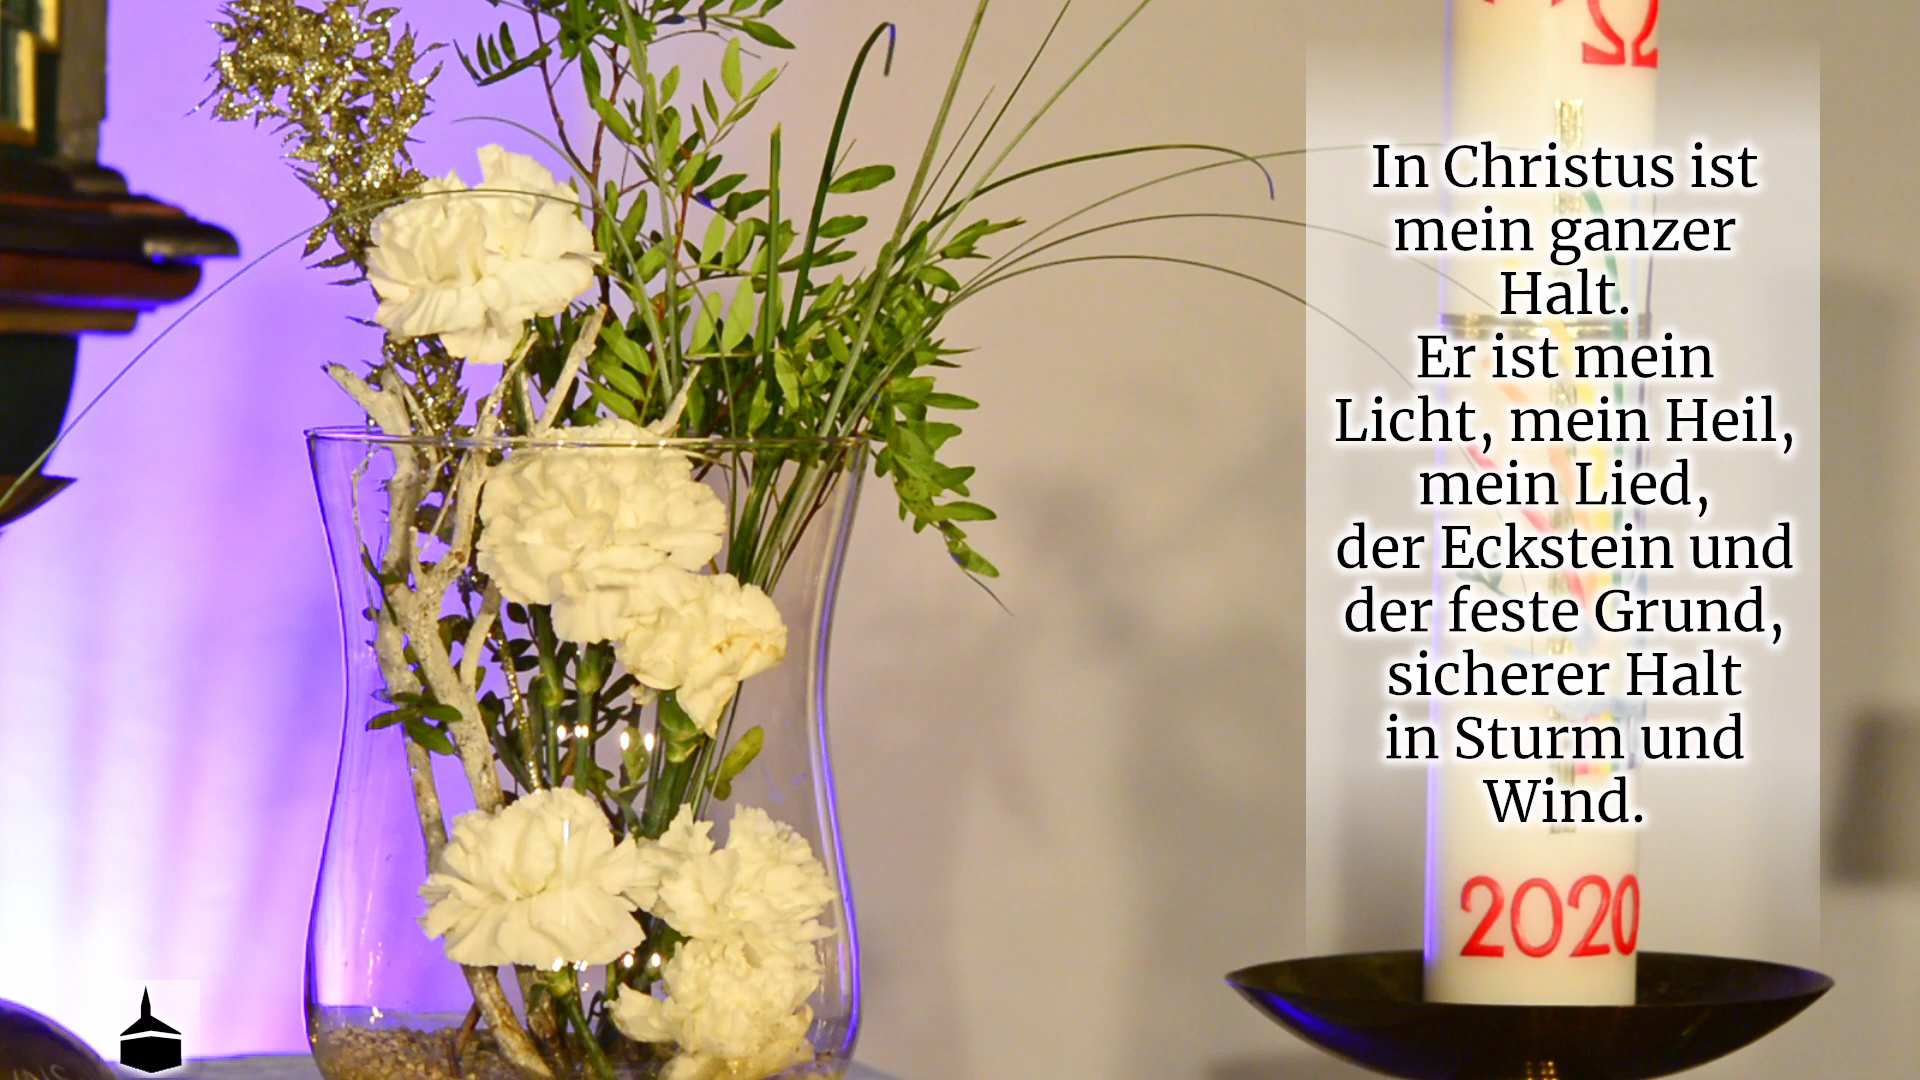 Ω
In Christus ist
mein ganzer
Halt.
Er ist mein
Licht, mein Heil,
mein Lied,
der Eckstein und
der feste Grund,
sicherer Halt
in Sturm und
Wind.
2020